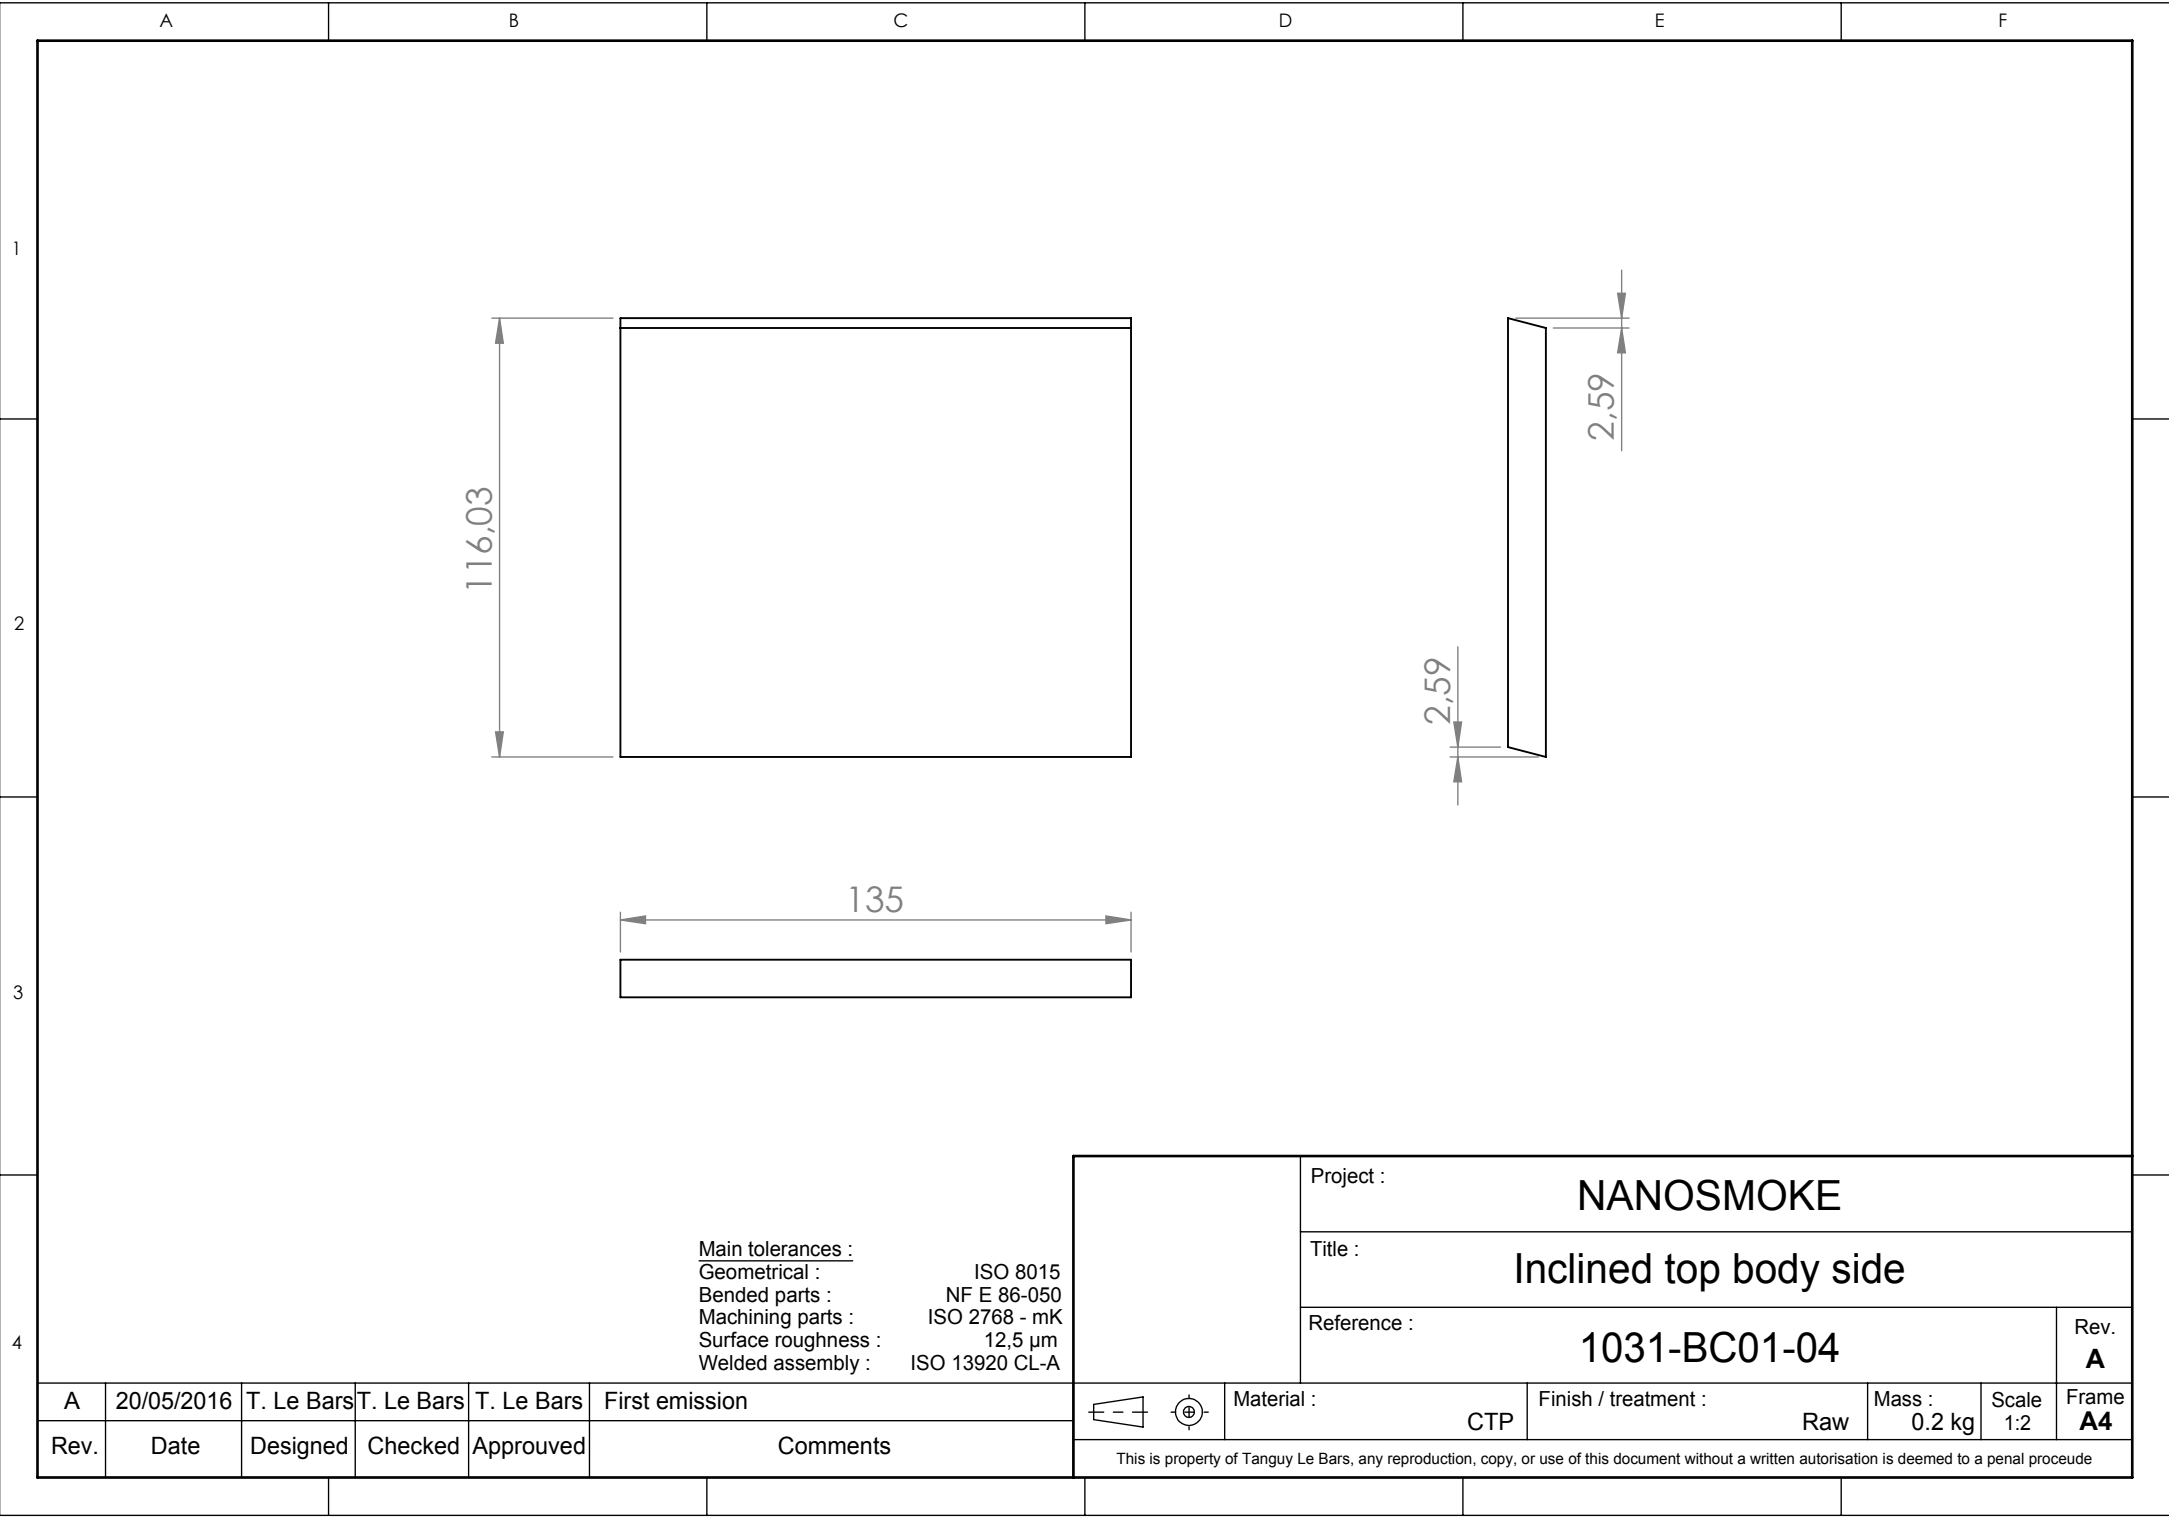 A B C D E F
1
2
3
4
116,03
2,59
2,59
135
Main tolerances :
Geometrical : ISO 8015
Bended parts : NF E 86-050
Machining parts : ISO 2768 - mK
Surface roughness : 12,5 µm
Welded assembly : ISO 13920 CL-A
Project :
NANOSMOKE
Title :
Inclined top body side
Reference :
1031-BC01-04
Rev.
A
A 20/05/2016 T. Le Bars T. Le Bars T. Le Bars First emission
Rev. Date Designed Checked Approuved Comments
Material :
CTP
Finish / treatment :
Raw
Mass :
0.2 kg
Scale
1:2
Frame
A4
This is property of Tanguy Le Bars, any reproduction, copy, or use of this document without a written autorisation is deemed to a penal proceude